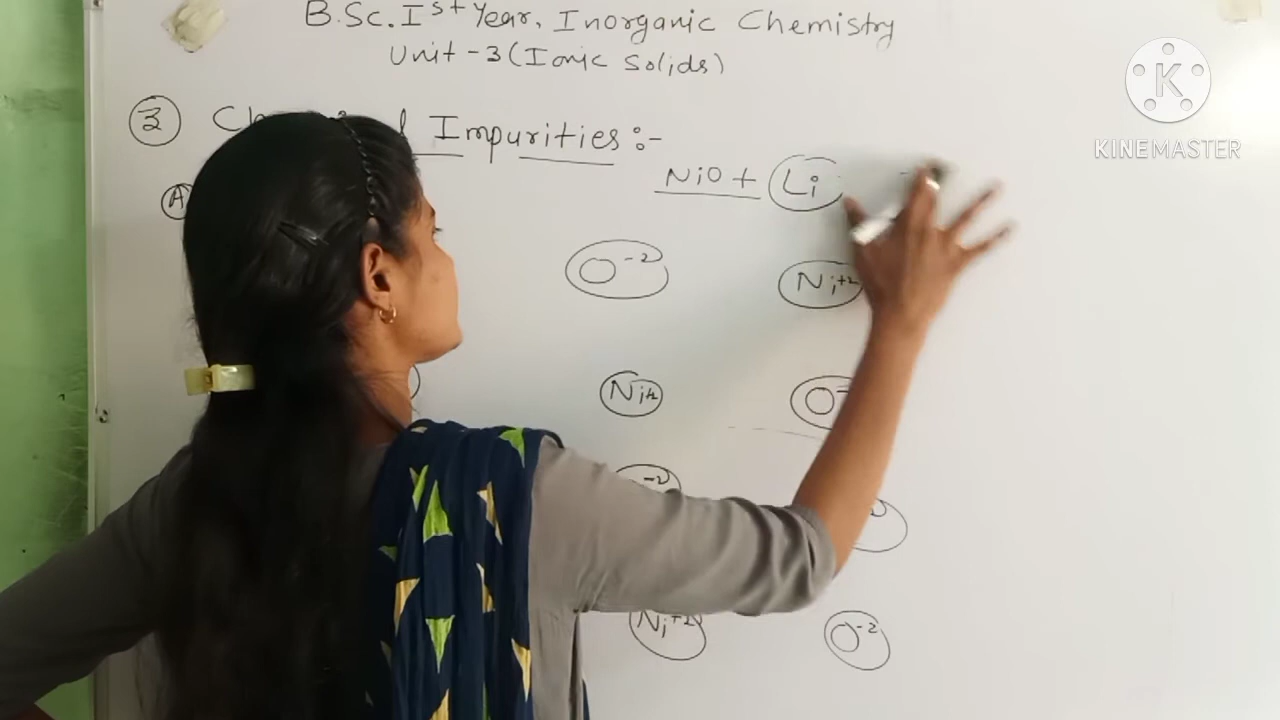 B.Sc. Ist Year, Inorganic Chemistry
Unit-3 (Ionic Solids)
K
KINEMASTER
3 Impurities :-
A
NiO + Li
O-2 Ni+2
Ni+2
-2
Ni+2 O-2